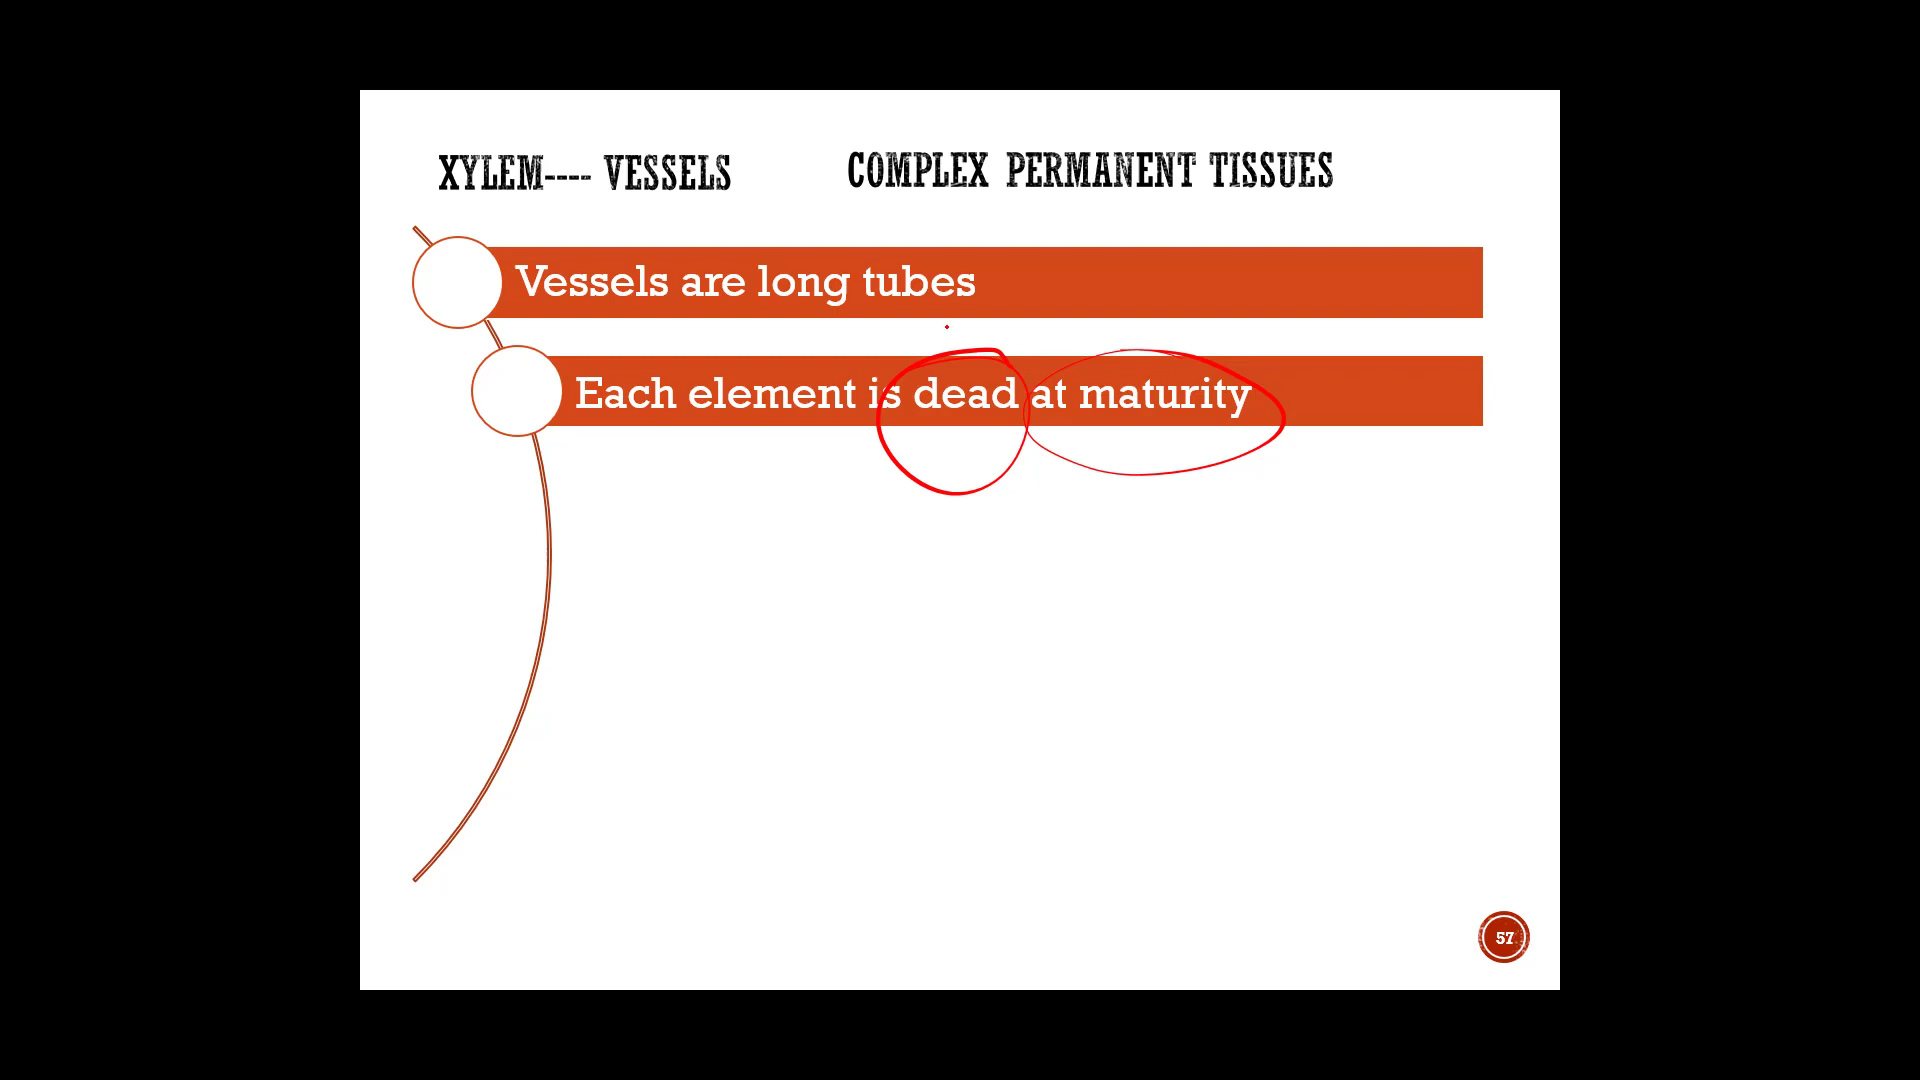 XYLEM---- VESSELS
COMPLEX PERMANENT TISSUES
Vessels are long tubes
Each element is dead at maturity
57